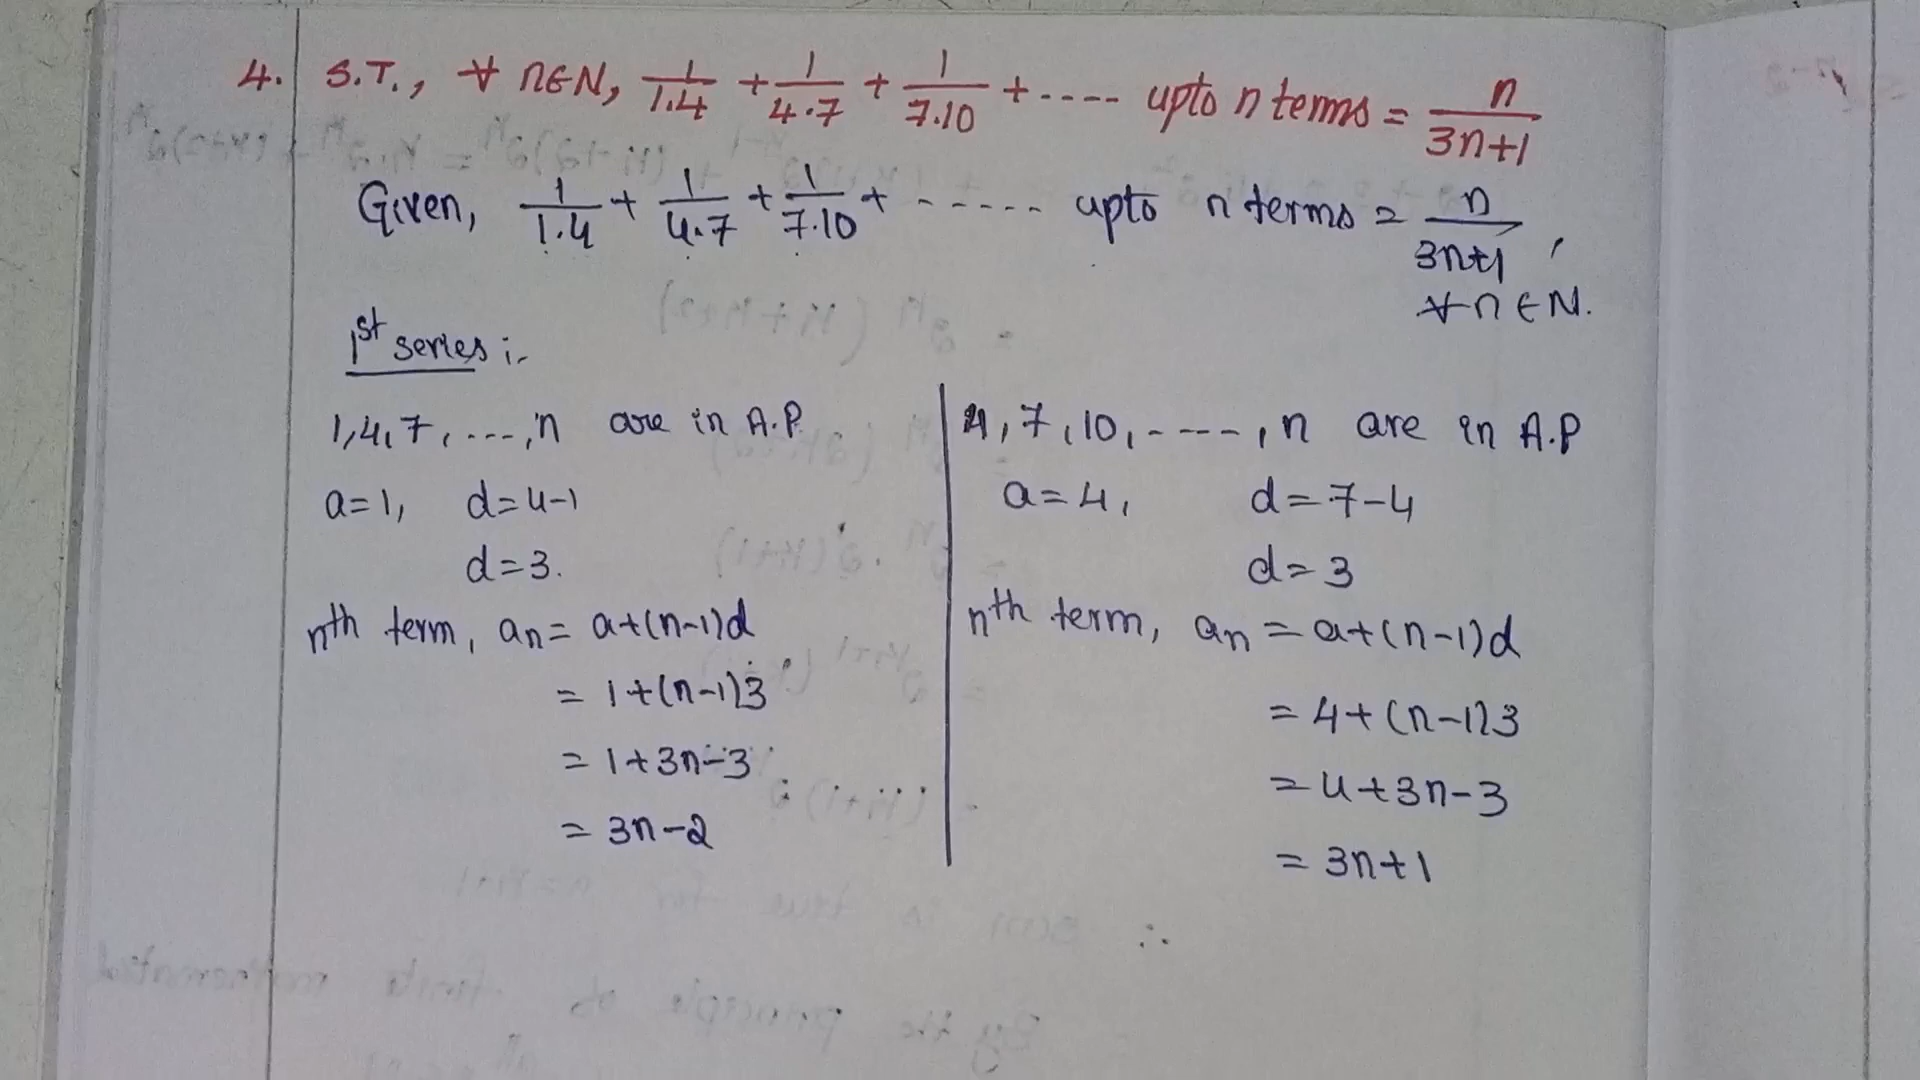 4. S.T., ∀ n∈N, 1/1.4 + 1/4.7 + 1/7.10 + .... upto n terms = n/3n+1
Given, 1/1.4 + 1/4.7 + 1/7.10 + ..... upto n terms = n/3n+1,
∀ n ∈ N.
1st series :-
1,4,7, ...., n are in A.P.
a=1, d=4-1
d=3.
nth term, an = a+(n-1)d
= 1+(n-1)3
= 1+3n-3
= 3n-2
4,7,10, ...., n are in A.P
a=4, d=7-4
d=3
nth term, an = a+(n-1)d
= 4+(n-1)3
= 4+3n-3
= 3n+1
∴